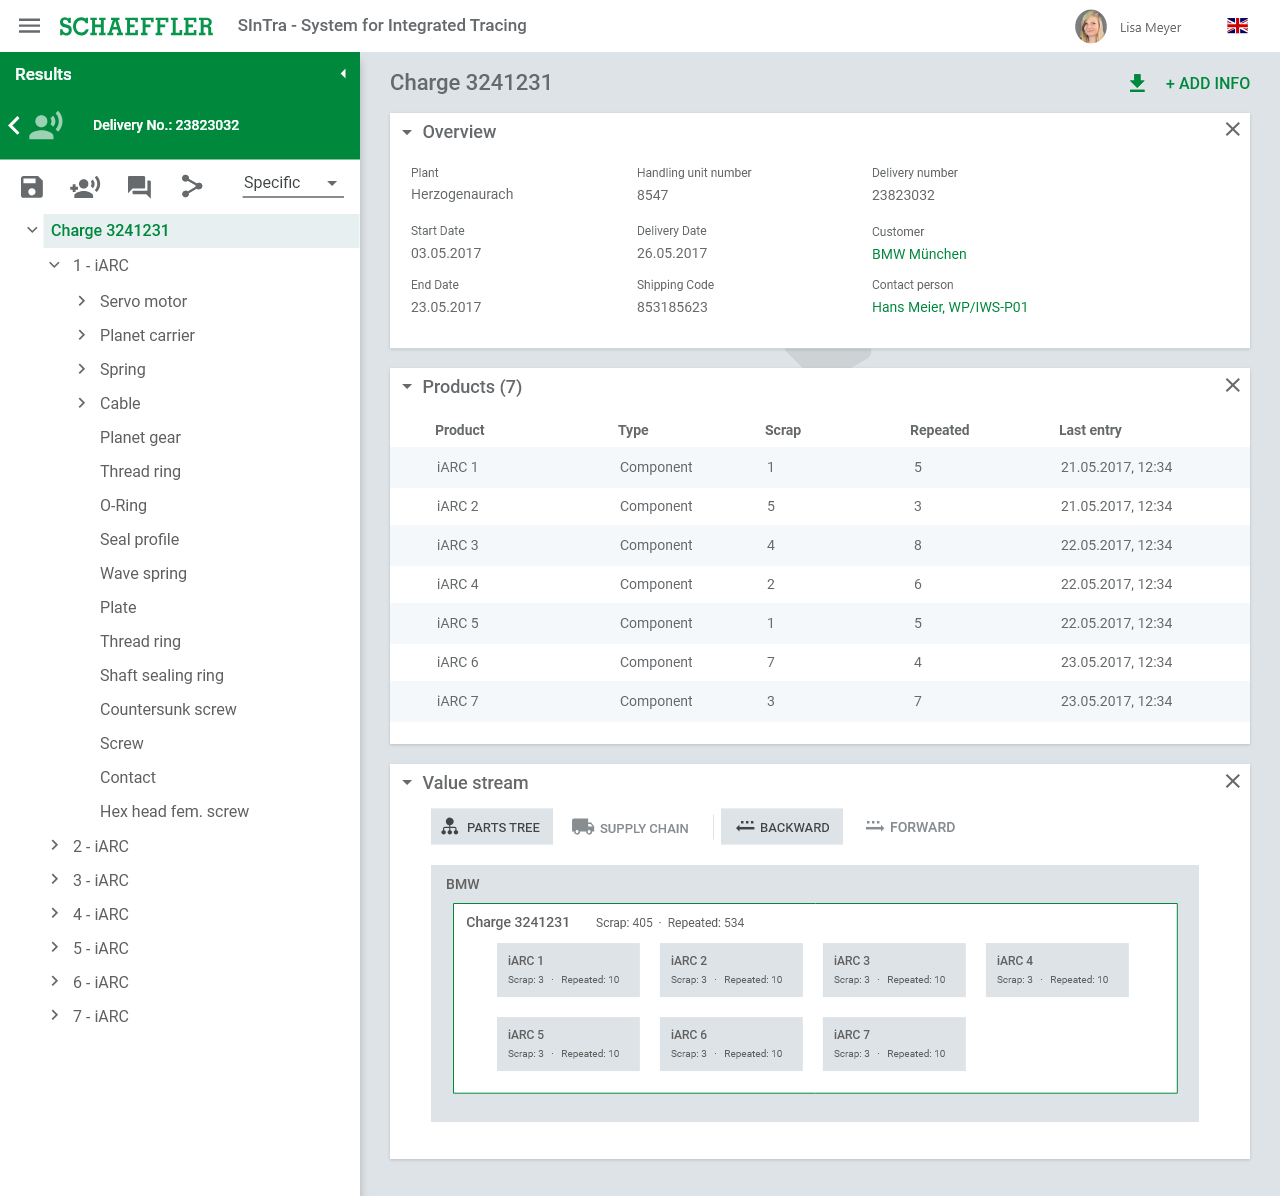 SCHAEFFLER
SInTra - System for Integrated Tracing
Lisa Meyer
Results
Delivery No.: 23823032
Specific
Charge 3241231
1 - iARC
Servo motor
Planet carrier
Spring
Cable
Planet gear
Thread ring
O-Ring
Seal profile
Wave spring
Plate
Thread ring
Shaft sealing ring
Countersunk screw
Screw
Contact
Hex head fem. screw
2 - iARC
3 - iARC
4 - iARC
5 - iARC
6 - iARC
7 - iARC
Charge 3241231
+ ADD INFO
Overview
Plant Handling unit number Delivery number
Herzogenaurach 8547 23823032
Start Date Delivery Date Customer
03.05.2017 26.05.2017 BMW München
End Date Shipping Code Contact person
23.05.2017 853185623 Hans Meier, WP/IWS-P01
Products (7)
Product Type Scrap Repeated Last entry
iARC 1 Component 1 5 21.05.2017, 12:34
iARC 2 Component 5 3 21.05.2017, 12:34
iARC 3 Component 4 8 22.05.2017, 12:34
iARC 4 Component 2 6 22.05.2017, 12:34
iARC 5 Component 1 5 22.05.2017, 12:34
iARC 6 Component 7 4 23.05.2017, 12:34
iARC 7 Component 3 7 23.05.2017, 12:34
Value stream
PARTS TREE SUPPLY CHAIN BACKWARD FORWARD
BMW
Charge 3241231 Scrap: 405 · Repeated: 534
iARC 1 iARC 2 iARC 3 iARC 4
Scrap: 3 · Repeated: 10 Scrap: 3 · Repeated: 10 Scrap: 3 · Repeated: 10 Scrap: 3 · Repeated: 10
iARC 5 iARC 6 iARC 7
Scrap: 3 · Repeated: 10 Scrap: 3 · Repeated: 10 Scrap: 3 · Repeated: 10